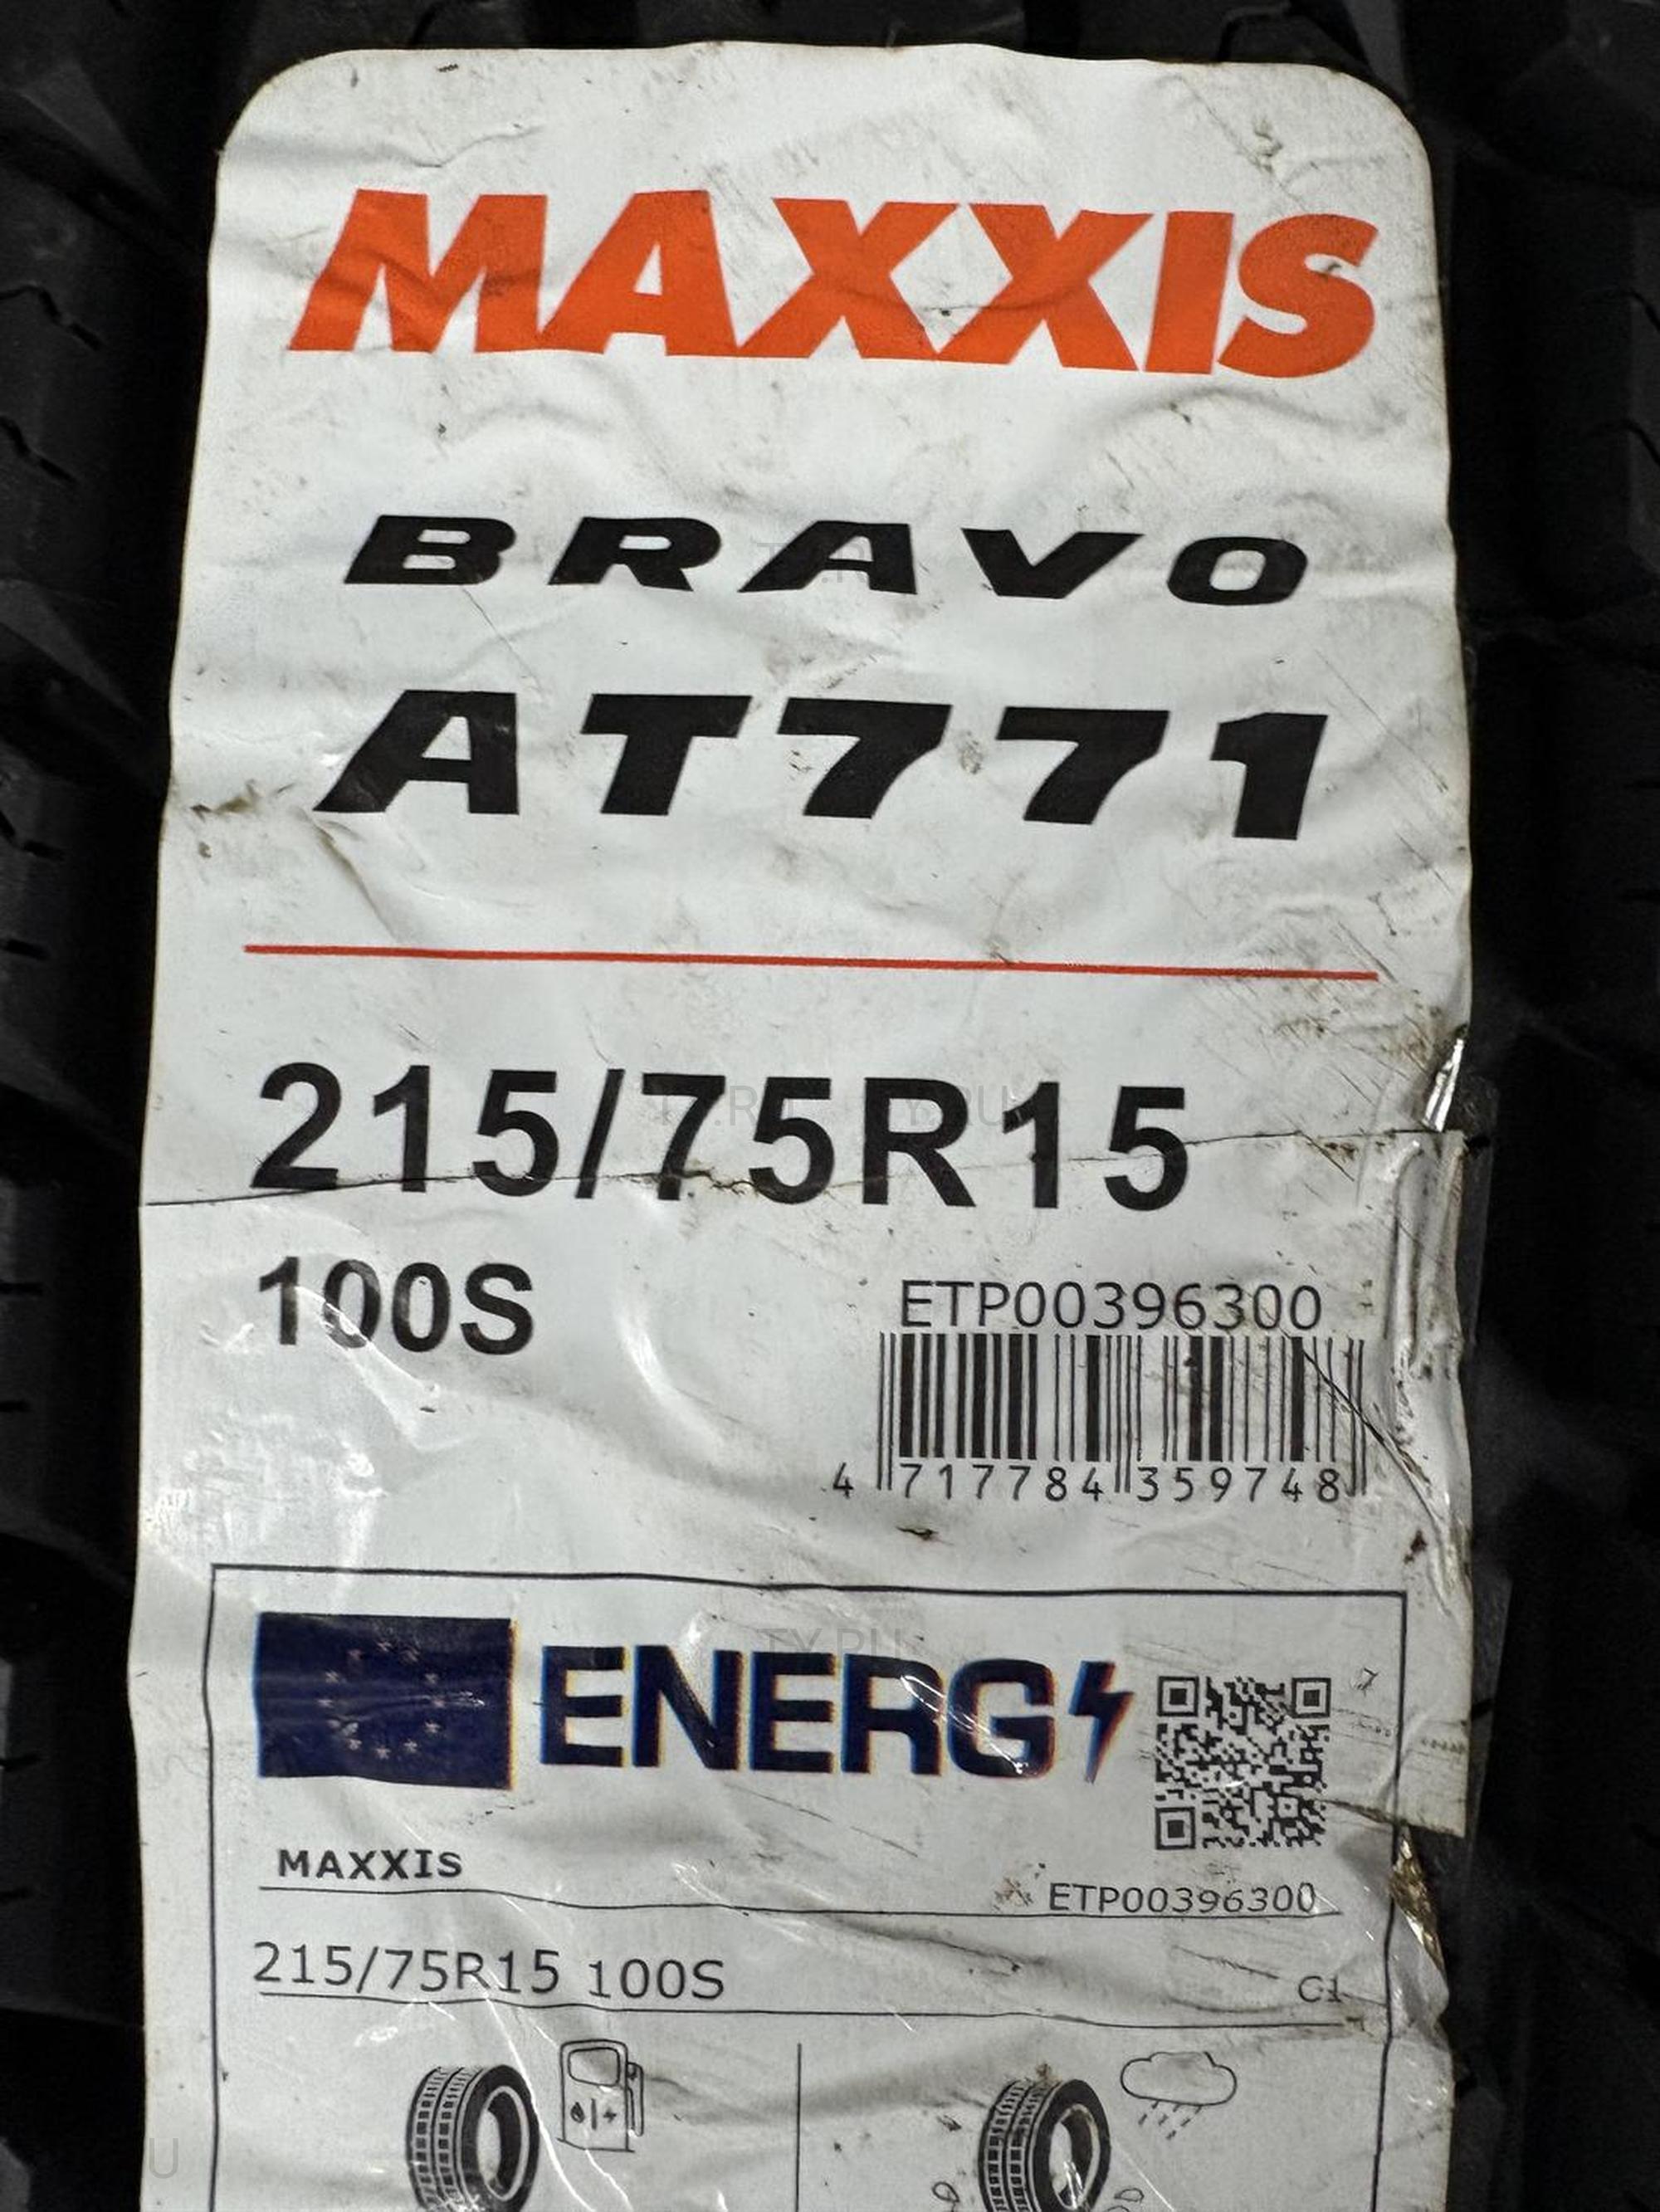 MAXXIS
BRAVO
AT771
215/75R15
100S
ETP00396300
4 717784 359748
ENERG
MAXXIS
ETP00396300
215/75R15 100S
C1